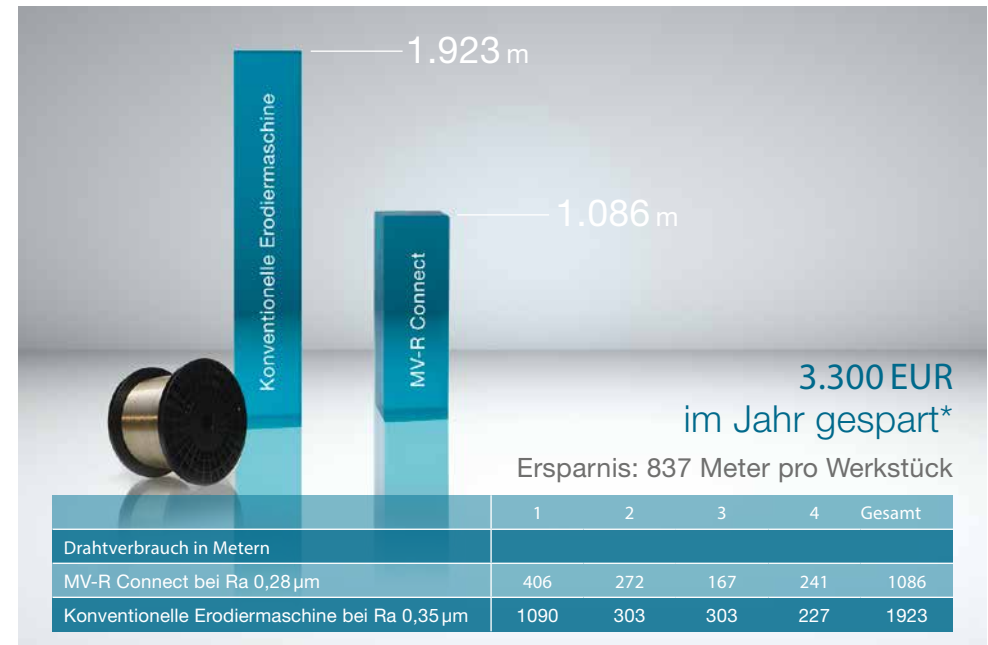 1.923 m
Konventionelle Erodiermaschine
1.086 m
MV-R Connect
3.300 EUR
im Jahr gespart*
Ersparnis: 837 Meter pro Werkstück
1 2 3 4 Gesamt
Drahtverbrauch in Metern
MV-R Connect bei Ra 0,28 µm 406 272 167 241 1086
Konventionelle Erodiermaschine bei Ra 0,35 µm 1090 303 303 227 1923